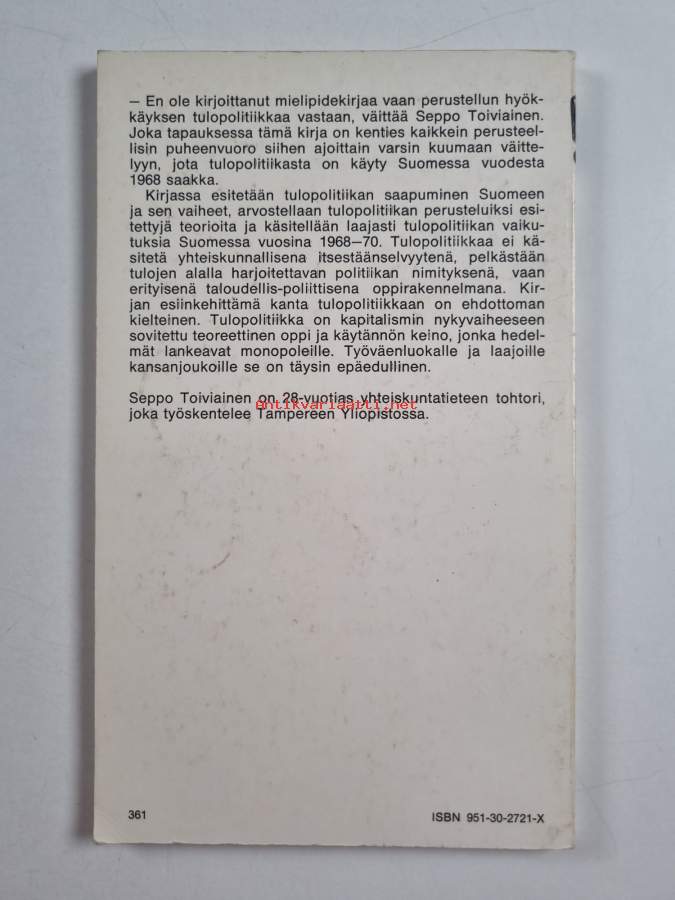 – En ole kirjoittanut mielipidekirjaa vaan perustellun hyök-
käyksen tulopolitiikkaa vastaan, väittää Seppo Toiviainen.
Joka tapauksessa tämä kirja on kenties kaikkein perusteel-
lisin puheenvuoro siihen ajoittain varsin kuumaan väitte-
lyyn, jota tulopolitiikasta on käyty Suomessa vuodesta
1968 saakka.
Kirjassa esitetään tulopolitiikan saapuminen Suomeen
ja sen vaiheet, arvostellaan tulopolitiikan perusteluiksi esi-
tettyjä teorioita ja käsitellään laajasti tulopolitiikan vaiku-
tuksia Suomessa vuosina 1968–70. Tulopolitiikkaa ei kä-
sitetä yhteiskunnallisena itsestäänselvyytenä, pelkästään
tulojen alalla harjoitettavan politiikan nimityksenä, vaan
erityisenä taloudellis-poliittisena oppirakennelmana. Kir-
jan esiinkehittämä kanta tulopolitiikkaan on ehdottoman
kielteinen. Tulopolitiikka on kapitalismin nykyvaiheeseen
sovitettu teoreettinen oppi ja käytännön keino, jonka hedel-
mät lankeavat monopoleille. Työväenluokalle ja laajoille
kansanjoukoille se on täysin epäedullinen.
Seppo Toiviainen on 28-vuotias yhteiskuntatieteen tohtori,
antikvariaatti.net
joka työskentelee Tampereen Yliopistossa.
361
ISBN 951-30-2721-X